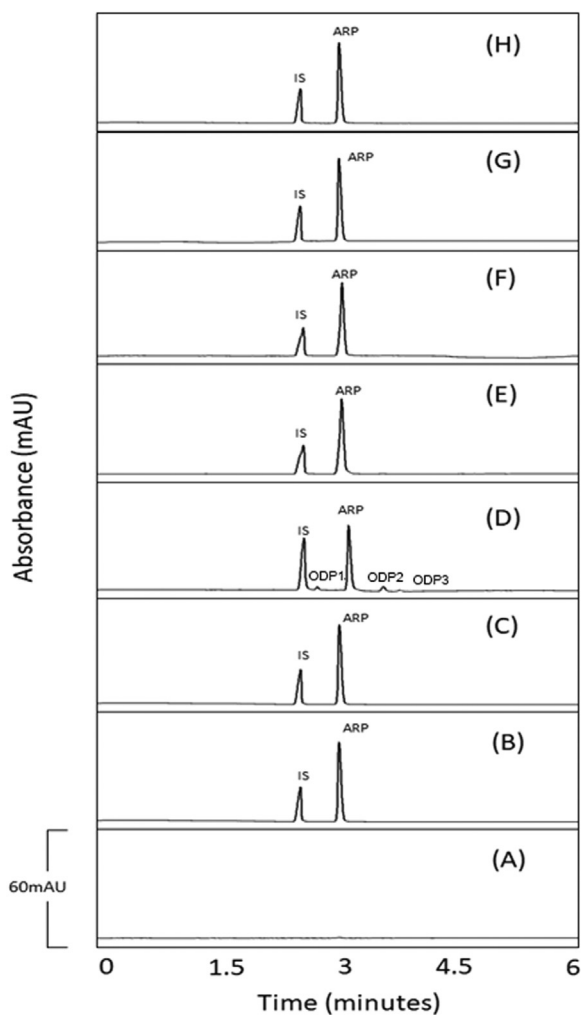 ARP
(H)
IS
ARP
(G)
IS
ARP
(F)
IS
ARP
(E)
IS
ARP
(D)
IS
ODP1
ODP2
ODP3
ARP
(C)
IS
ARP
(B)
IS
(A)
60mAU
Absorbance (mAU)
0 1.5 3 4.5 6
Time (minutes)